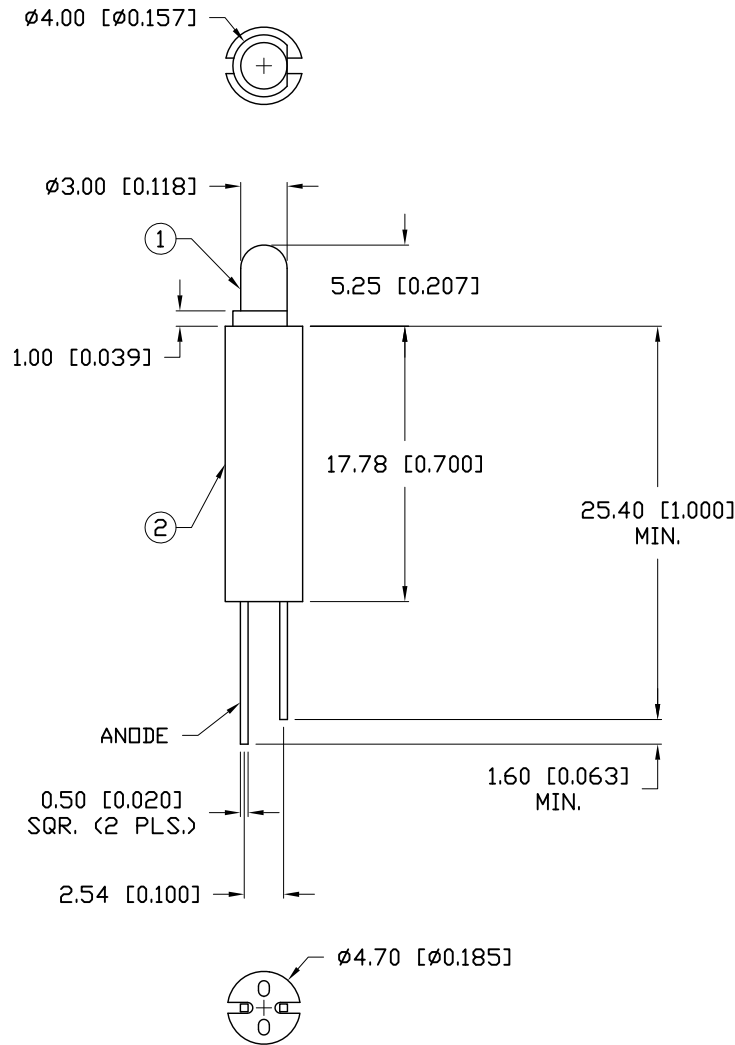 ø4.00 [ø0.157]
ø3.00 [0.118]
1
5.25 [0.207]
1.00 [0.039]
17.78 [0.700]
2
25.40 [1.000]
MIN.
ANODE
1.60 [0.063]
MIN.
0.50 [0.020]
SQR. (2 PLS.)
2.54 [0.100]
ø4.70 [ø0.185]